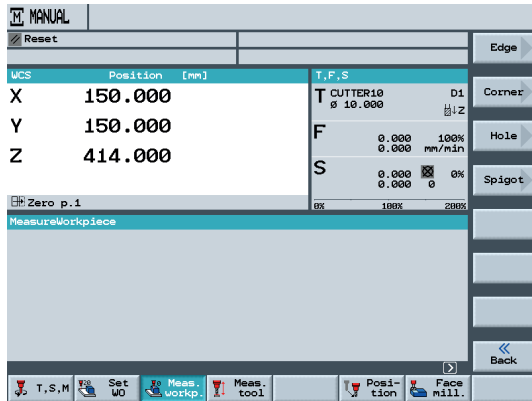 M MANUAL
Reset
Edge
WCS Position [mm] T,F,S
X 150.000 T CUTTER10 D1 Corner
ø 10.000 Z
Y 150.000 F 0.000 100% Hole
0.000 mm/min
Z 414.000 S 0.000 0% Spigot
0.000 0
Zero p.1 0% 100% 200%
MeasureWorkpiece
Back
T,S,M
Set
WO
Meas.
workp.
Meas.
tool
Posi-
tion
Face
mill.